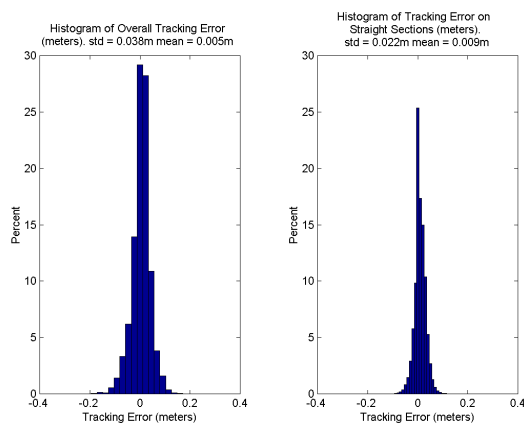 Histogram of Overall Tracking Error
(meters). std = 0.038m mean = 0.005m
30
25
20
15
10
5
0
Percent
-0.4
-0.2
0
0.2
0.4
Tracking Error (meters)
Histogram of Tracking Error on
Straight Sections (meters).
std = 0.022m mean = 0.009m
30
25
20
15
10
5
0
Percent
-0.4
-0.2
0
0.2
0.4
Tracking Error (meters)